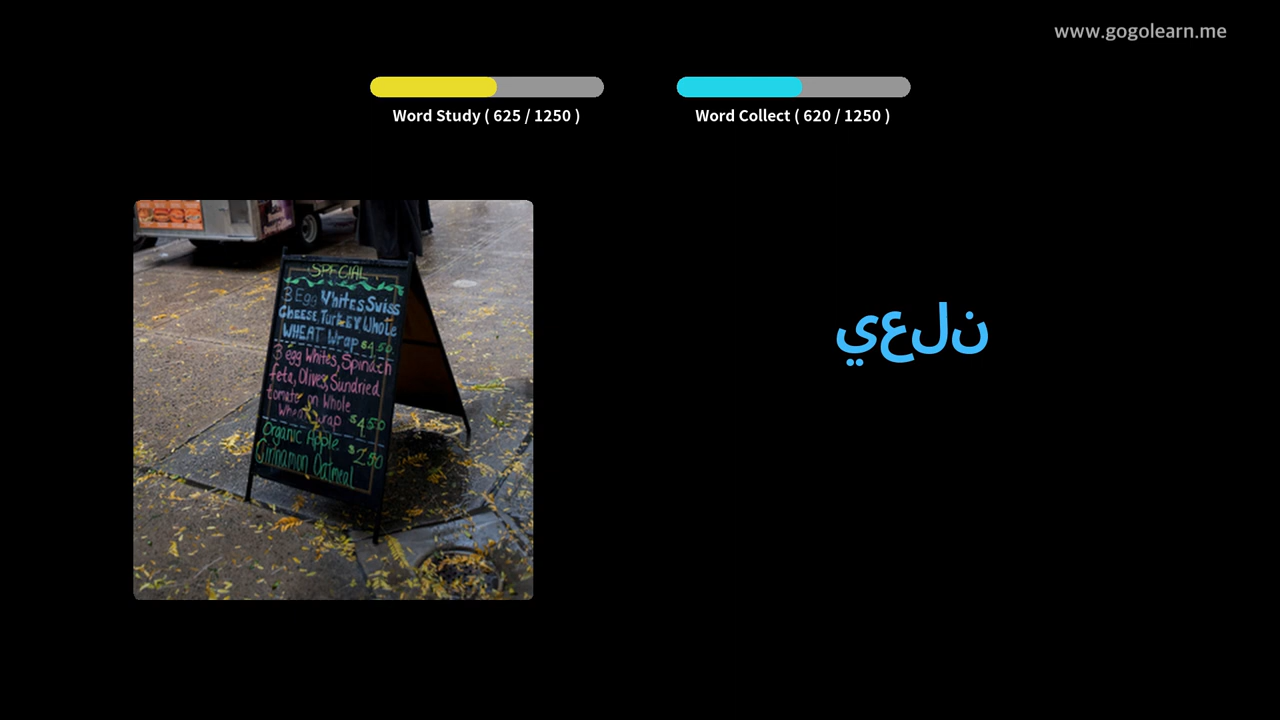 www.gogolearn.me
Word Study ( 625 / 1250 )
Word Collect ( 620 / 1250 )
SPECIAL
3 Egg Whites, Swiss
Cheese, Turkey Whole
WHEAT Wrap $4.50
3 egg Whites, Spinach
feta, Olives, Sundried
tomato on Whole
Wheat wrap $4.50
Organic Apple $2.50
Cinnamon Oatmeal
يعلن